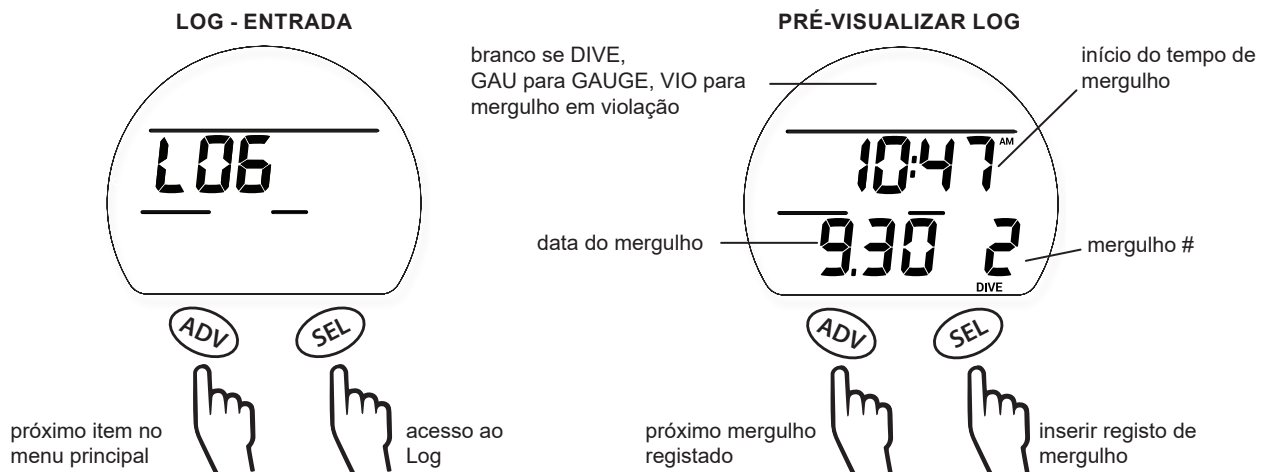 LOG - ENTRADA
LOG
ADV
SEL
próximo item no
menu principal
acesso ao
Log
PRÉ-VISUALIZAR LOG
branco se DIVE,
GAU para GAUGE, VIO para
mergulho em violação
início do tempo de
mergulho
10:47 AM
data do mergulho
9.30 2
DIVE
mergulho #
ADV
SEL
próximo mergulho
registado
inserir registo de
mergulho